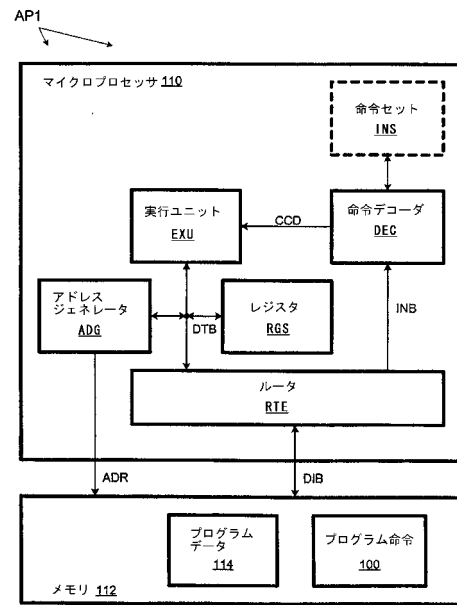 AP1
マイクロプロセッサ 110
命令セット
INS
実行ユニット
EXU
CCD
命令デコーダ
DEC
アドレス
ジェネレータ
ADG
DTB
レジスタ
RGS
INB
ルータ
RTE
ADR
DIB
プログラム
データ
114
プログラム命令
100
メモリ 112